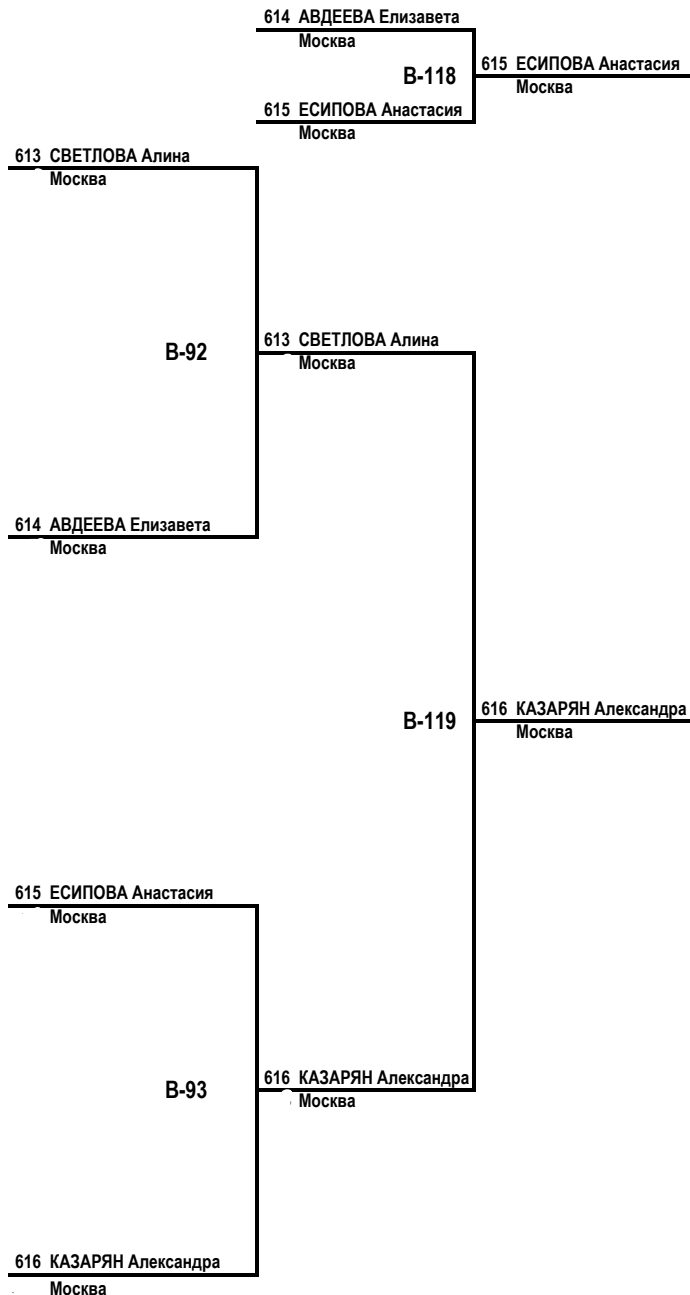 614 АВДЕЕВА Елизавета
Москва
B-118
615 ЕСИПОВА Анастасия
Москва
615 ЕСИПОВА Анастасия
Москва
613 СВЕТЛОВА Алина
Москва
B-92
613 СВЕТЛОВА Алина
Москва
614 АВДЕЕВА Елизавета
Москва
B-119
616 КАЗАРЯН Александра
Москва
615 ЕСИПОВА Анастасия
Москва
B-93
616 КАЗАРЯН Александра
Москва
616 КАЗАРЯН Александра
Москва